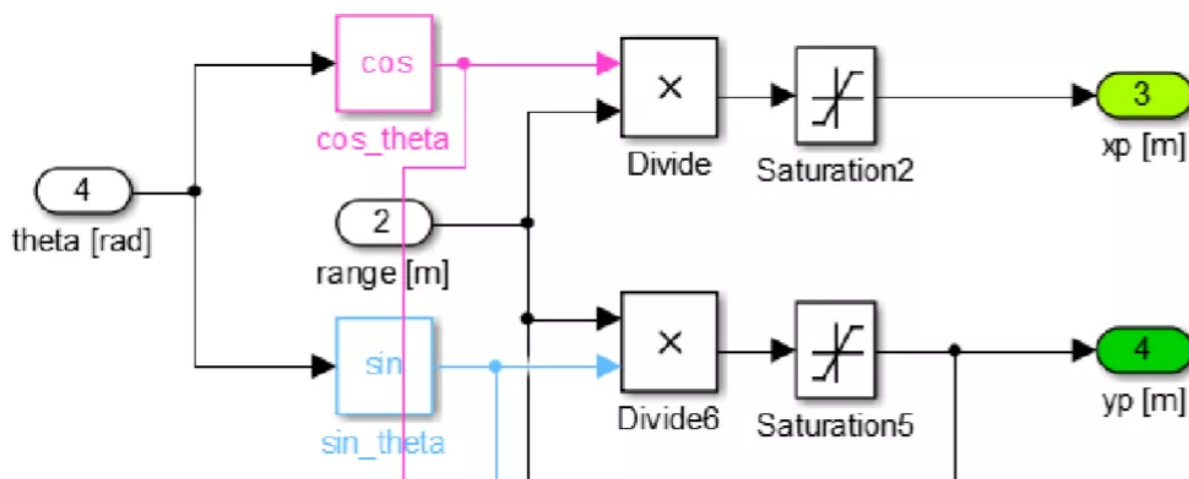 cos
cos_theta
×
Divide
Saturation2
3
xp [m]
4
theta [rad]
2
range [m]
sin
sin_theta
×
Divide6
Saturation5
4
yp [m]